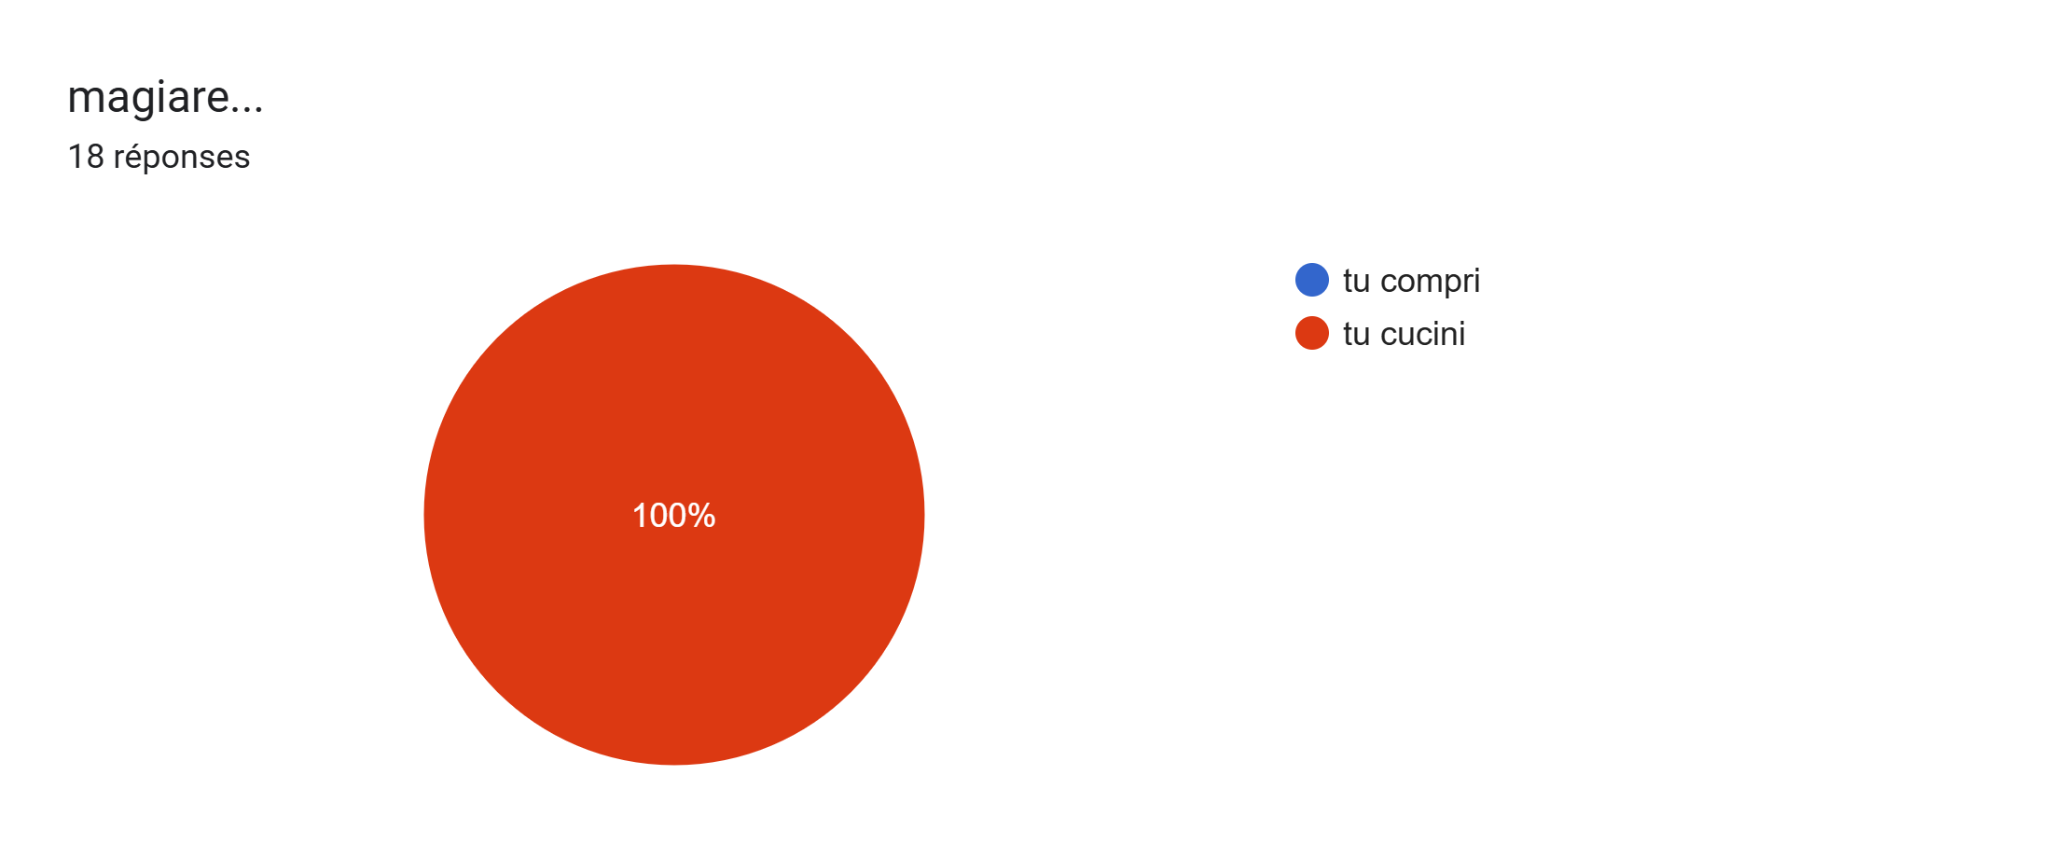 magiare...
18 réponses
tu compri
tu cucini
100%